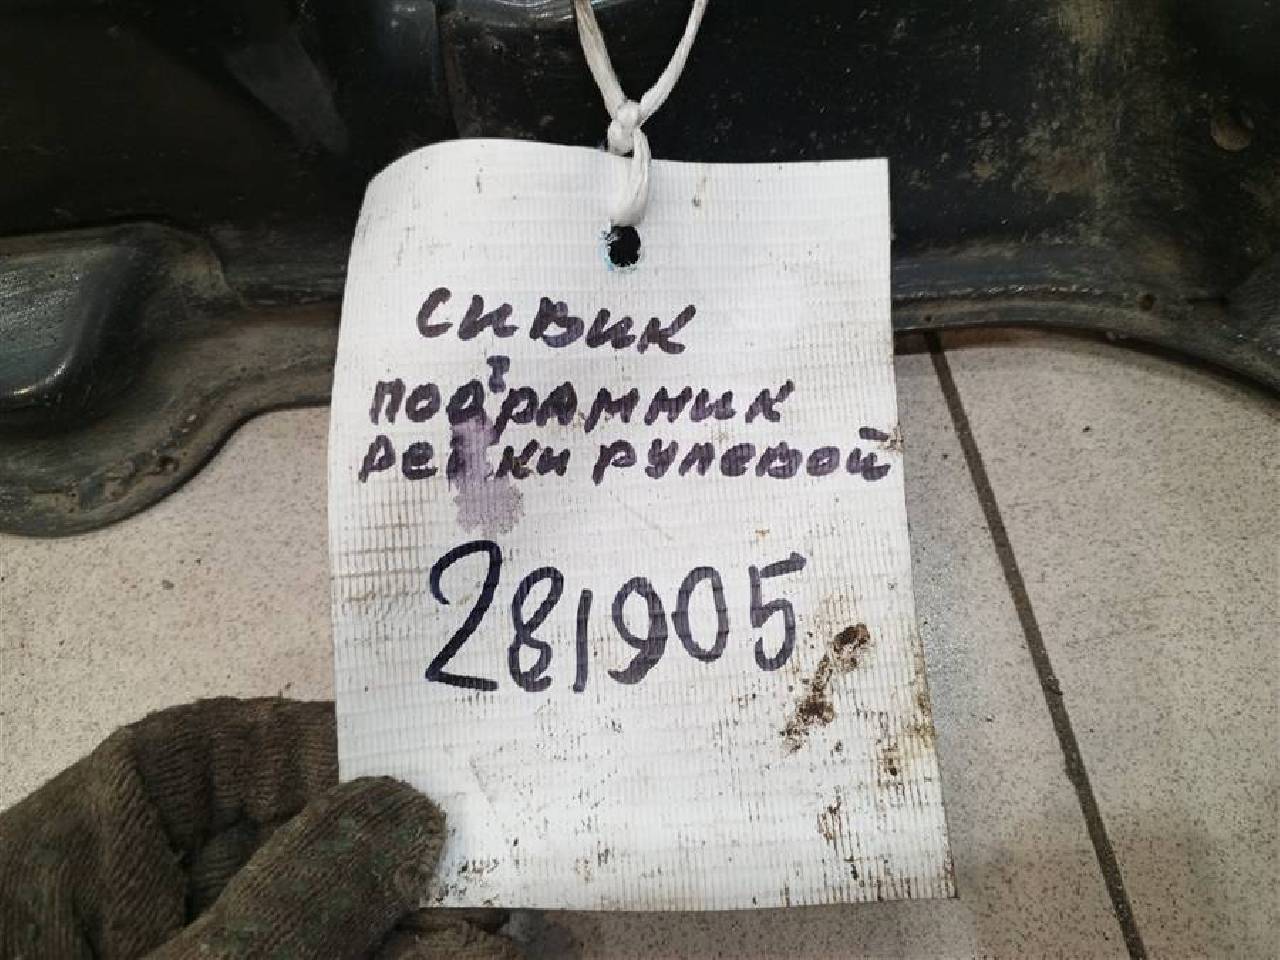 Сивик
подрамник
рейки рулевой
281905